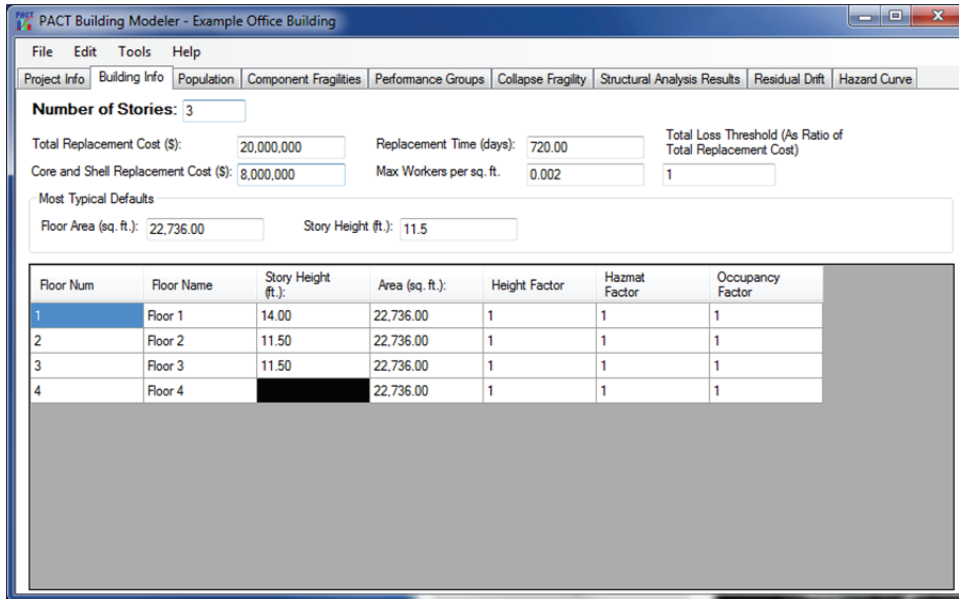 PACT Building Modeler - Example Office Building
File Edit Tools Help
Project Info Building Info Population Component Fragilities Performance Groups Collapse Fragility Structural Analysis Results Residual Drift Hazard Curve
Number of Stories: 3
Total Replacement Cost ($): 20,000,000 Replacement Time (days): 720.00 Total Loss Threshold (As Ratio of
Total Replacement Cost)
Core and Shell Replacement Cost ($): 8,000,000 Max Workers per sq. ft. 0.002 1
Most Typical Defaults
Floor Area (sq. ft.): 22,736.00 Story Height (ft.): 11.5
Floor Num Floor Name Story Height (ft.): Area (sq. ft.): Height Factor Hazmat Factor Occupancy Factor
1 Floor 1 14.00 22,736.00 1 1 1
2 Floor 2 11.50 22,736.00 1 1 1
3 Floor 3 11.50 22,736.00 1 1 1
4 Floor 4 22,736.00 1 1 1